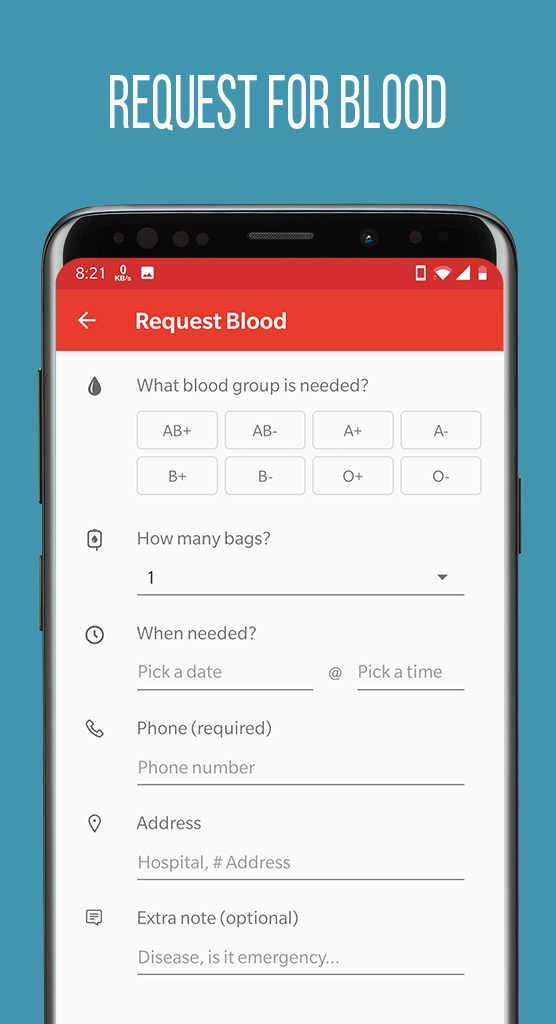 REQUEST FOR BLOOD
8:21 0 KB/s
Request Blood
What blood group is needed?
AB+ AB- A+ A-
B+ B- O+ O-
How many bags?
1
When needed?
Pick a date @ Pick a time
Phone (required)
Phone number
Address
Hospital, # Address
Extra note (optional)
Disease, is it emergency...